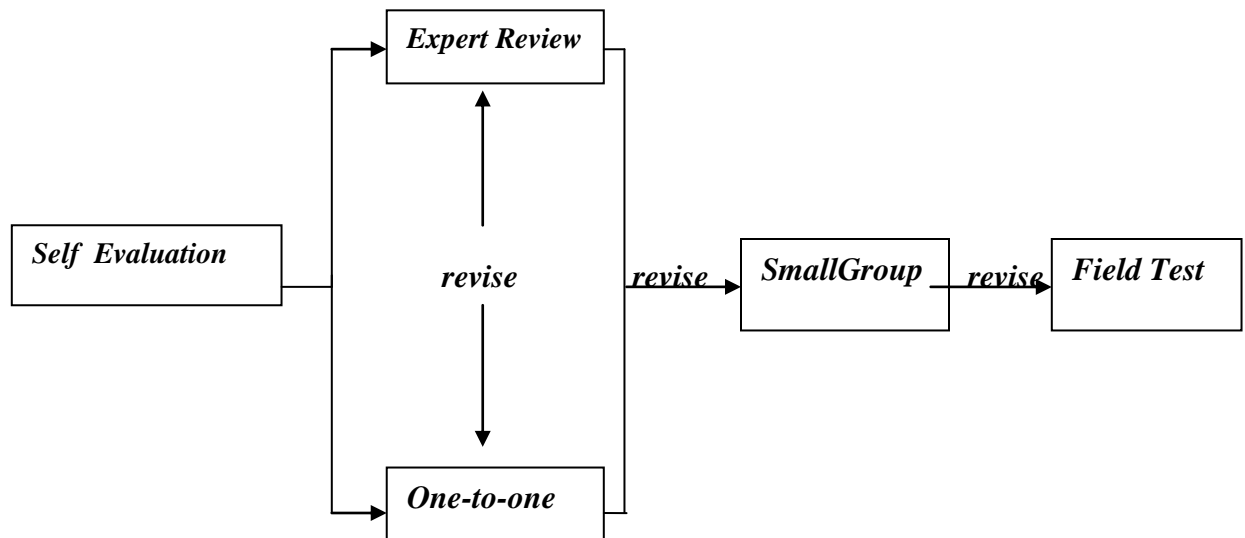 Expert Review
Self  Evaluation
revise
revise
SmallGroup
revise
Field Test
One-to-one